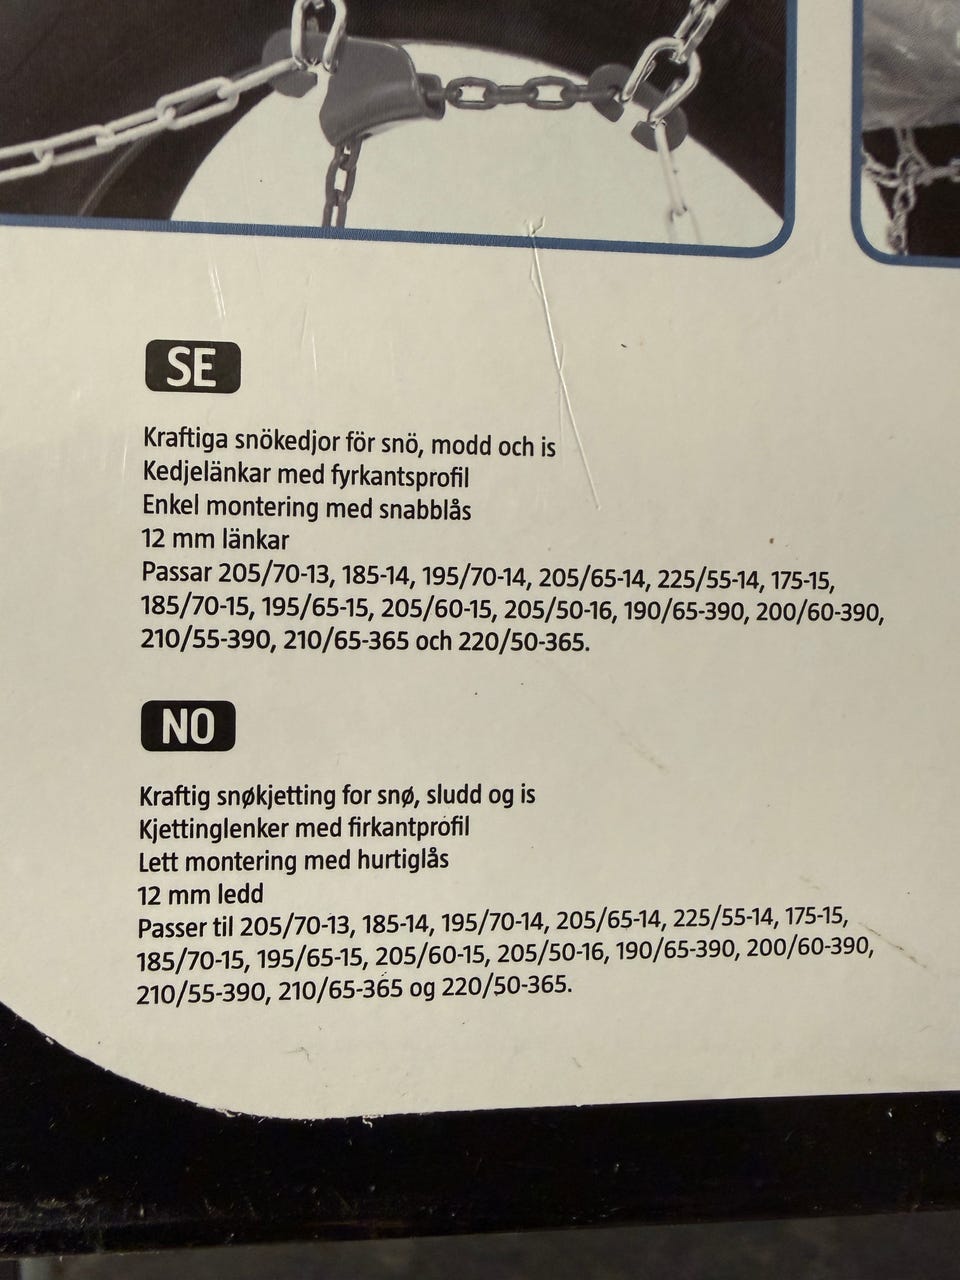 SE
Kraftiga snökedjor för snö, modd och is
Kedjelänkar med fyrkantsprofil
Enkel montering med snabblås
12 mm länkar
Passar 205/70-13, 185-14, 195/70-14, 205/65-14, 225/55-14, 175-15,
185/70-15, 195/65-15, 205/60-15, 205/50-16, 190/65-390, 200/60-390,
210/55-390, 210/65-365 och 220/50-365.
NO
Kraftig snøkjetting for snø, sludd og is
Kjettinglenker med firkantprofil
Lett montering med hurtiglås
12 mm ledd
Passer til 205/70-13, 185-14, 195/70-14, 205/65-14, 225/55-14, 175-15,
185/70-15, 195/65-15, 205/60-15, 205/50-16, 190/65-390, 200/60-390,
210/55-390, 210/65-365 og 220/50-365.